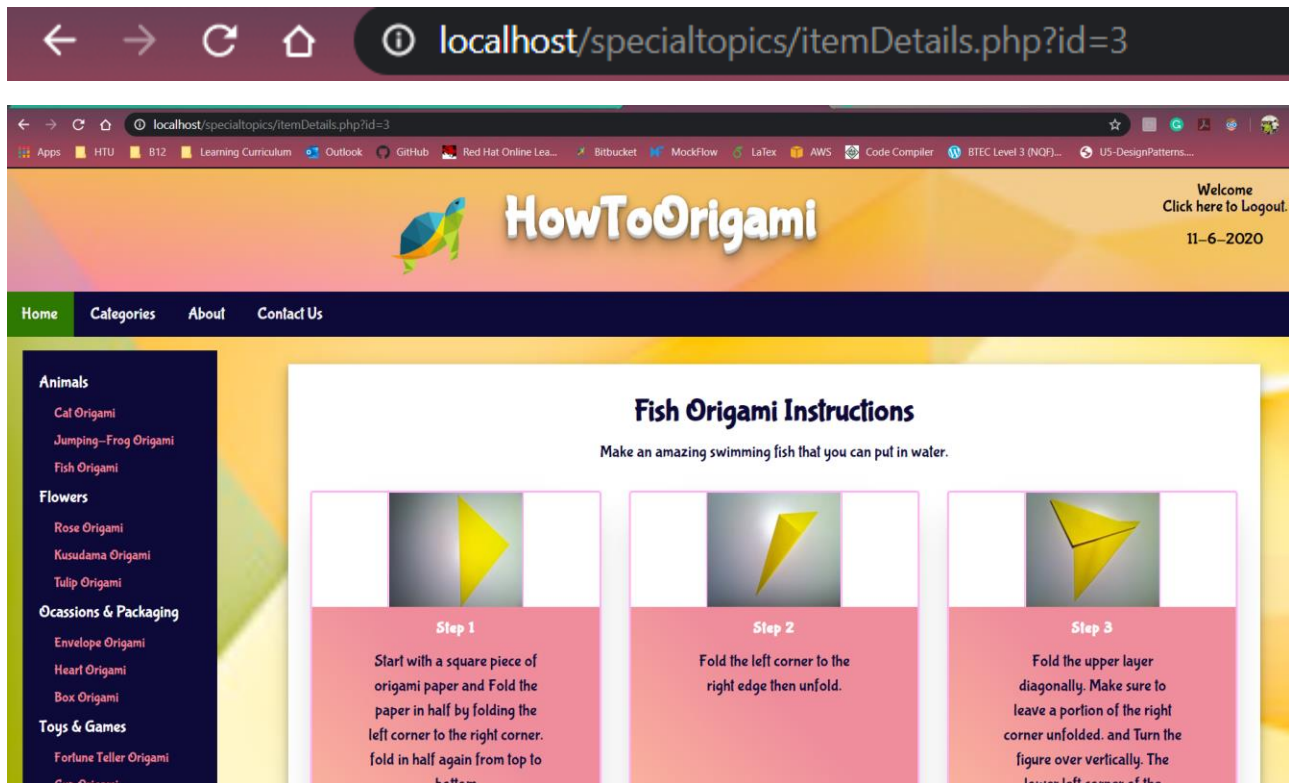 localhost/specialtopics/itemDetails.php?id=3
localhost/specialtopics/itemDetails.php?id=3
Apps HTU B12 Learning Curriculum Outlook GitHub Red Hat Online Lea... Bitbucket MockFlow LaTex AWS Code Compiler BTEC Level 3 (NQF)... U5-DesignPatterns....
HowToOrigami
Welcome
Click here to Logout.
11-6-2020
Home Categories About Contact Us
Animals
Cat Origami
Jumping-Frog Origami
Fish Origami
Flowers
Rose Origami
Kusudama Origami
Tulip Origami
Ocassions & Packaging
Envelope Origami
Heart Origami
Box Origami
Toys & Games
Fortune Teller Origami
Fish Origami Instructions
Make an amazing swimming fish that you can put in water.
Step 1
Start with a square piece of
origami paper and Fold the
paper in half by folding the
left corner to the right corner.
fold in half again from top to
Step 2
Fold the left corner to the
right edge then unfold.
Step 3
Fold the upper layer
diagonally. Make sure to
leave a portion of the right
corner unfolded. and Turn the
figure over vertically. The
lower left corner of the